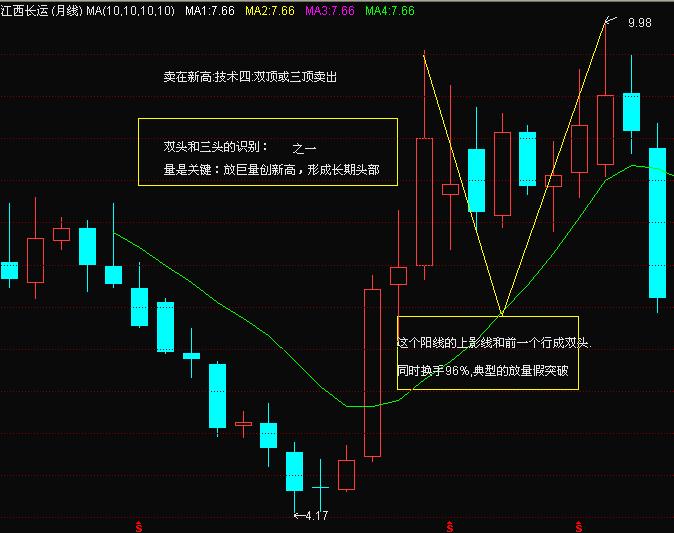 江西长运 (月线) MA(10,10,10,10) MA1:7.66 MA2:7.66 MA3:7.66 MA4:7.66
9.98
卖在新高:技术四:双顶或三顶卖出
双头和三头的识别： 之一
量是关键：放巨量创新高，形成长期头部
这个阳线的上影线和前一个行成双头.
同时换手96%,典型的放量假突破
4.17
S S S